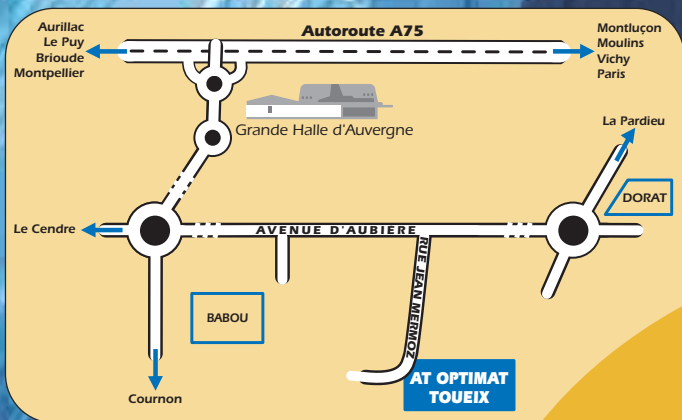 Aurillac
Le Puy
Brioude
Montpellier
Autoroute A75
Montluçon
Moulins
Vichy
Paris
Grande Halle d'Auvergne
La Pardieu
DORAT
Le Cendre
AVENUE D'AUBIERE
RUE JEAN MERMOZ
BABOU
AT OPTIMAT
TOUEIX
Cournon